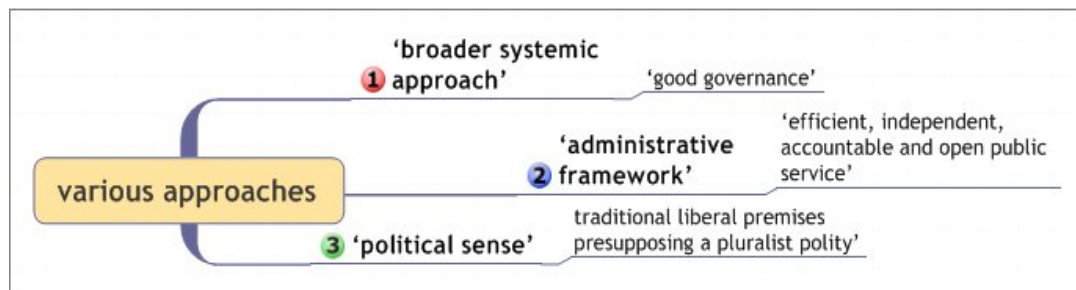 ‘broader systemic
1 approach’
‘good governance’
various approaches
‘administrative
2 framework’
‘efficient, independent,
accountable and open public
service’
3 ‘political sense’
traditional liberal premises
presupposing a pluralist polity’